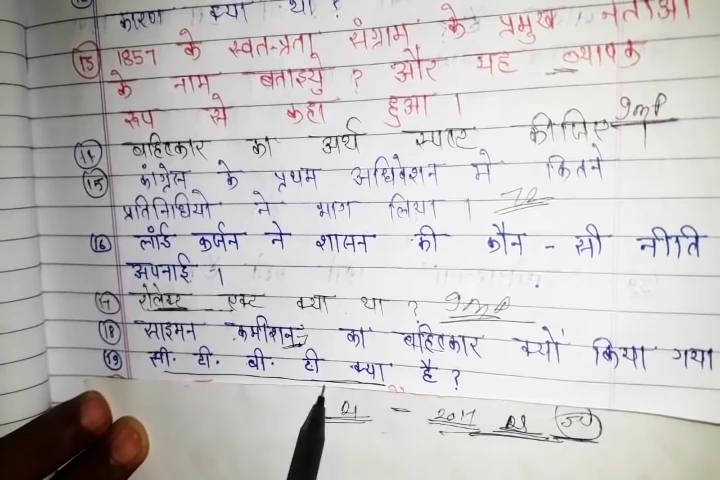 कारण क्या था ?
(13) 1857 के स्वतन्त्रता संग्राम के प्रमुख नेताओ
के नाम बताइये ? और यह व्यापक
रूप से कहा हुआ ।
(14) बहिष्कार का अर्थ स्पष्ट कीजिए । Imp
(15) कांग्रेस के प्रथम अधिवेशन मे कितने
प्रतिनिधियो ने भाग लिया । 72
(16) लॉर्ड कर्जन ने शासन की कौन - सी नीति
अपनाई ।
(17) रोलेक्ट एक्ट क्या था ? Imp
(18) साइमन कमीशन का बहिष्कार क्यों किया गया
(19) सी. टी. बी. टी क्या है ?
21 - 2017